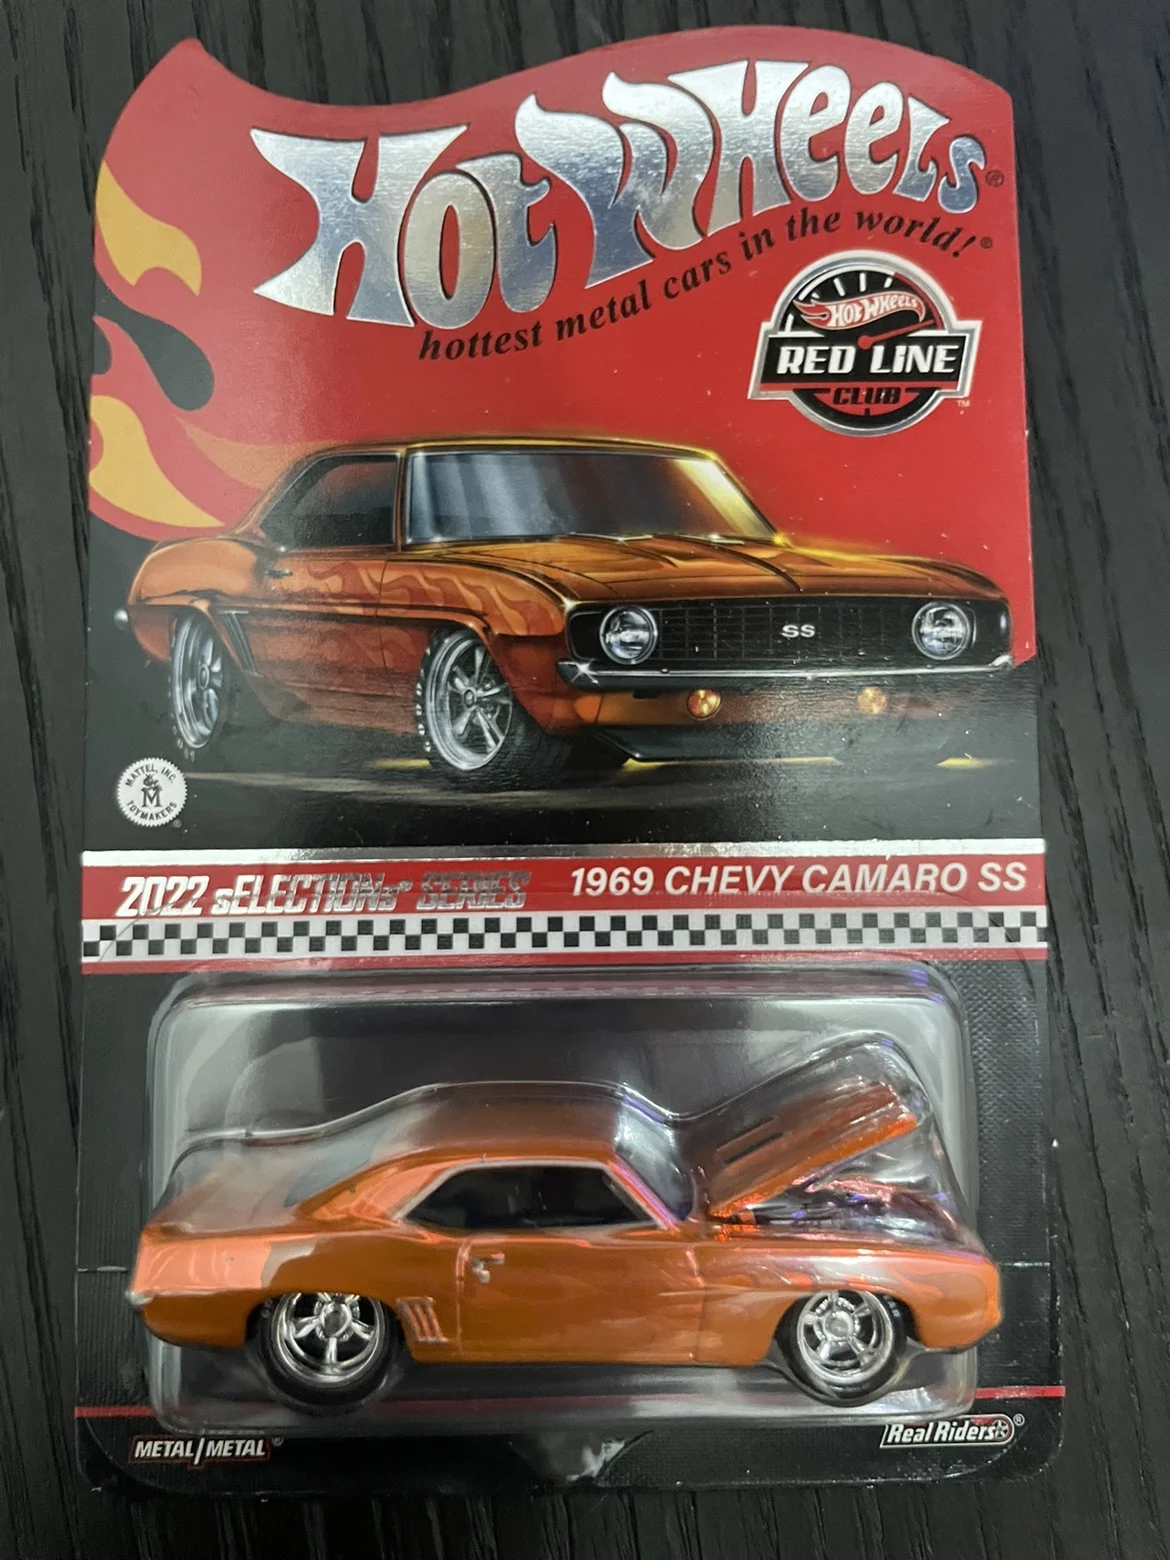 Hot Wheels®
hottest metal cars in the world!®
HOT WHEELS
RED LINE
CLUB™
SS
MATTEL, INC.
M
TOYMAKERS
2022 sELECTIONs® SERIES
1969 CHEVY CAMARO SS
METAL/METAL®
Real Riders®